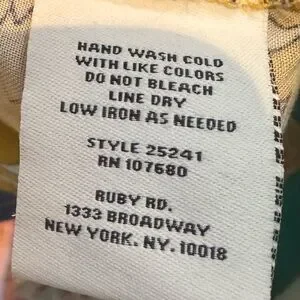 HAND WASH COLD
WITH LIKE COLORS
DO NOT BLEACH
LINE DRY
LOW IRON AS NEEDED
STYLE 25241
RN 107680
RUBY RD.
1333 BROADWAY
NEW YORK. NY. 10018